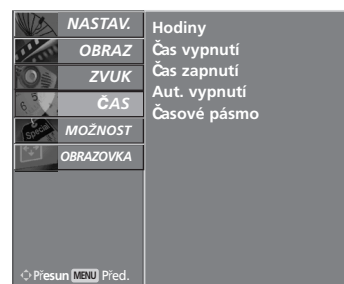 NASTAV.
OBRAZ
ZVUK
ČAS
MOŽNOST
OBRAZOVKA
Hodiny
Čas vypnutí
Čas zapnutí
Aut. vypnutí
Časové pásmo
Přesun MENU Před.